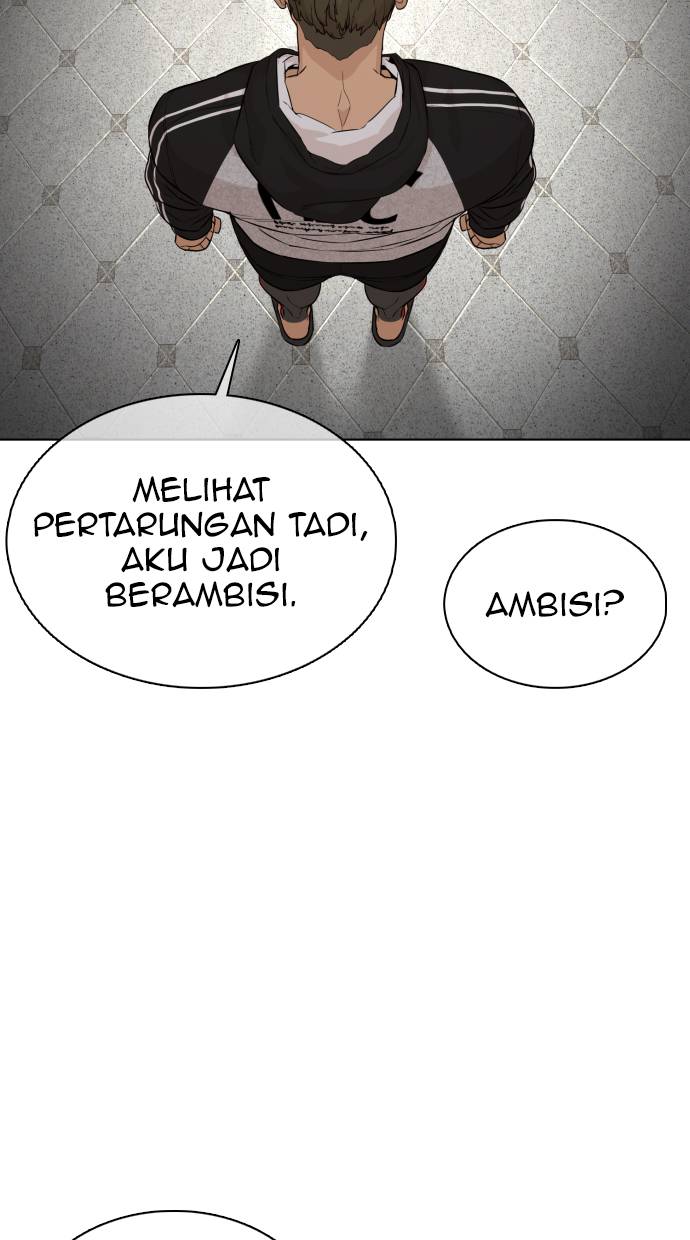 MELIHAT
PERTARUNGAN TADI,
AKU JADI
BERAMBISI.
AMBISI?